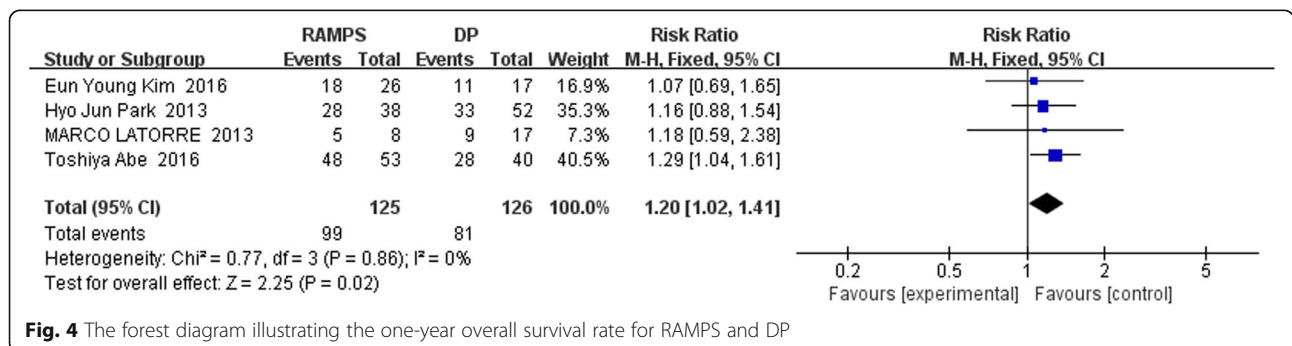 RAMPS DP Risk Ratio Risk Ratio
Study or Subgroup Events Total Events Total Weight M-H, Fixed, 95% CI M-H, Fixed, 95% CI
Eun Young Kim 2016 18 26 11 17 16.9% 1.07 [0.69, 1.65]
Hyo Jun Park 2013 28 38 33 52 35.3% 1.16 [0.88, 1.54]
MARCO LATORRE 2013 5 8 9 17 7.3% 1.18 [0.59, 2.38]
Toshiya Abe 2016 48 53 28 40 40.5% 1.29 [1.04, 1.61]
Total (95% CI) 125 126 100.0% 1.20 [1.02, 1.41]
Total events 99 81
Heterogeneity: Chi² = 0.77, df = 3 (P = 0.86); I² = 0%
Test for overall effect: Z = 2.25 (P = 0.02)
0.2 0.5 1 2 5
Favours [experimental] Favours [control]
Fig. 4 The forest diagram illustrating the one-year overall survival rate for RAMPS and DP